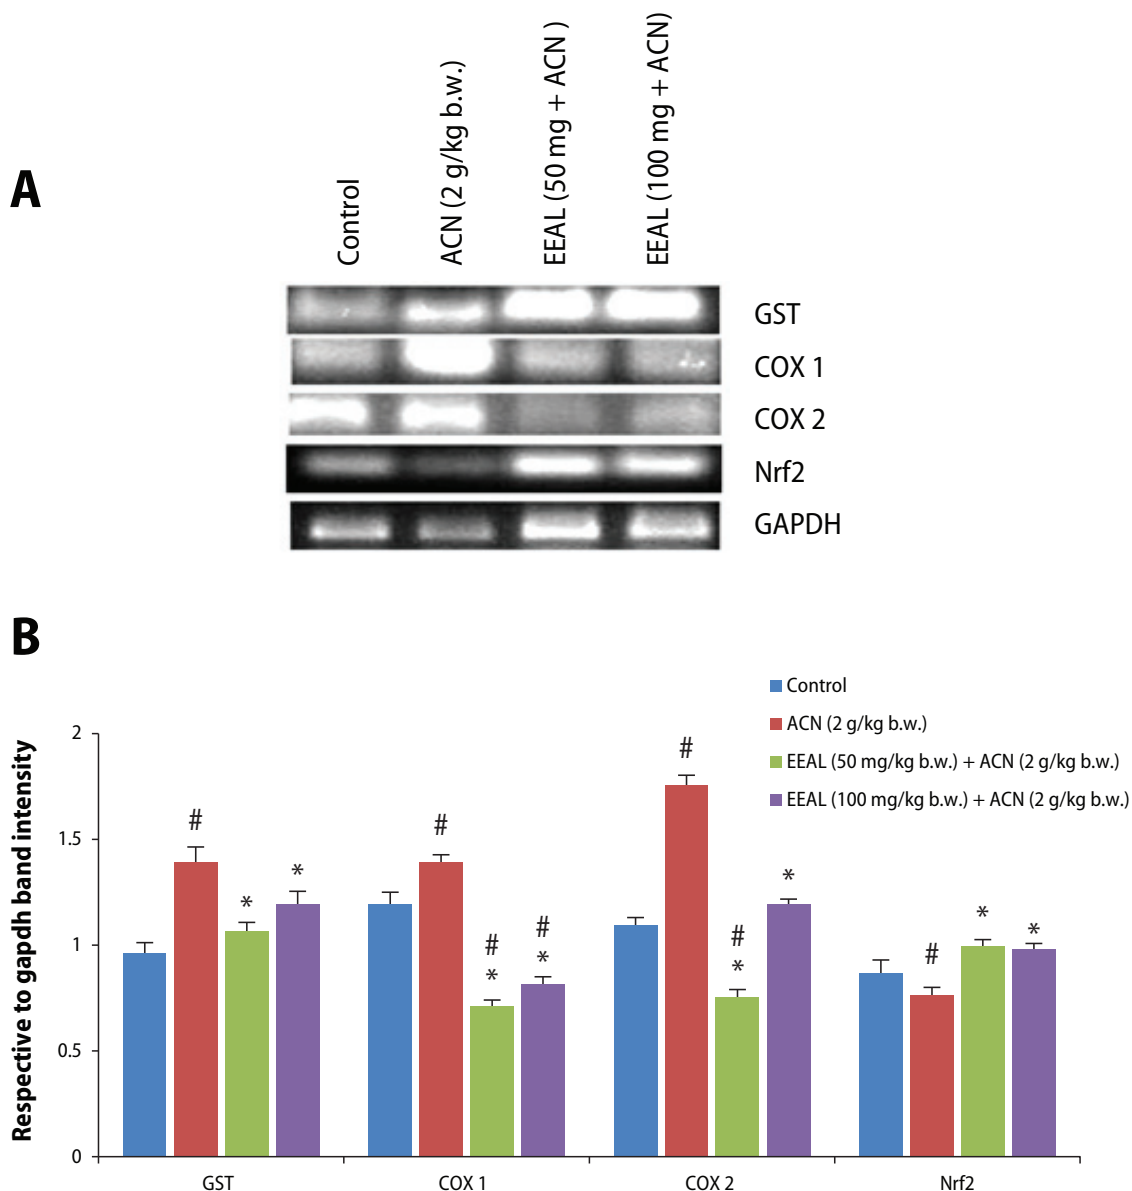 A
Control
ACN (2 g/kg b.w.)
EEAL (50 mg + ACN )
EEAL (100 mg + ACN)
GST
COX 1
COX 2
Nrf2
GAPDH
B
Control
ACN (2 g/kg b.w.)
EEAL (50 mg/kg b.w.) + ACN (2 g/kg b.w.)
EEAL (100 mg/kg b.w.) + ACN (2 g/kg b.w.)
Respective to gapdh band intensity
2
1.5
1
0.5
0
#
*
*
#
#
*
#
*
#
#
*
*
#
*
*
GST
COX 1
COX 2
Nrf2